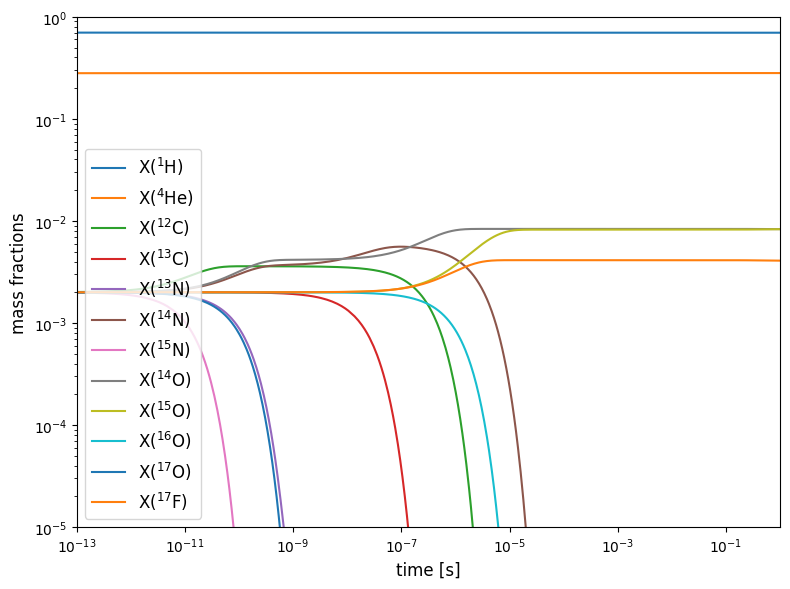 10⁰
10⁻¹
10⁻²
10⁻³
10⁻⁴
10⁻⁵
mass fractions
X(¹H)
X(⁴He)
X(¹²C)
X(¹³C)
X(¹³N)
X(¹⁴N)
X(¹⁵N)
X(¹⁴O)
X(¹⁵O)
X(¹⁶O)
X(¹⁷O)
X(¹⁷F)
10⁻¹³ 10⁻¹¹ 10⁻⁹ 10⁻⁷ 10⁻⁵ 10⁻³ 10⁻¹
time [s]